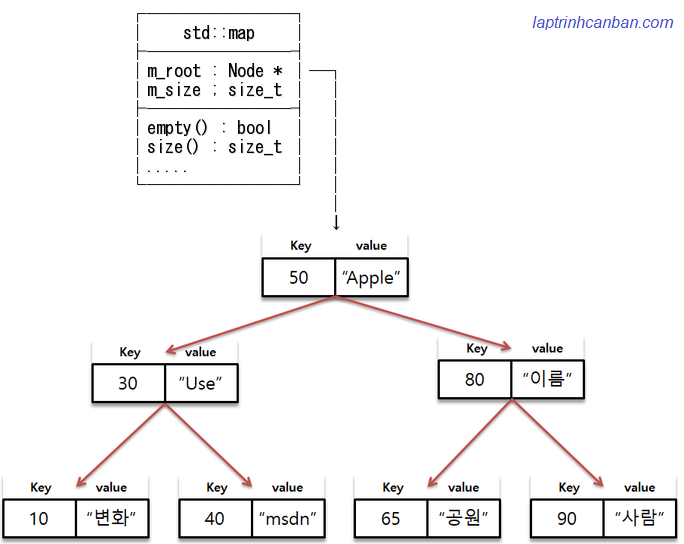 laptrinhcanban.com
std::map
m_root : Node *
m_size ; size_t
empty() : bool
size() : size_t
.....
Key value
50 “Apple”
Key value
30 “Use”
Key value
80 “이름”
Key value
10 “변화”
Key value
40 “msdn”
Key value
65 “공원”
Key value
90 “사람”